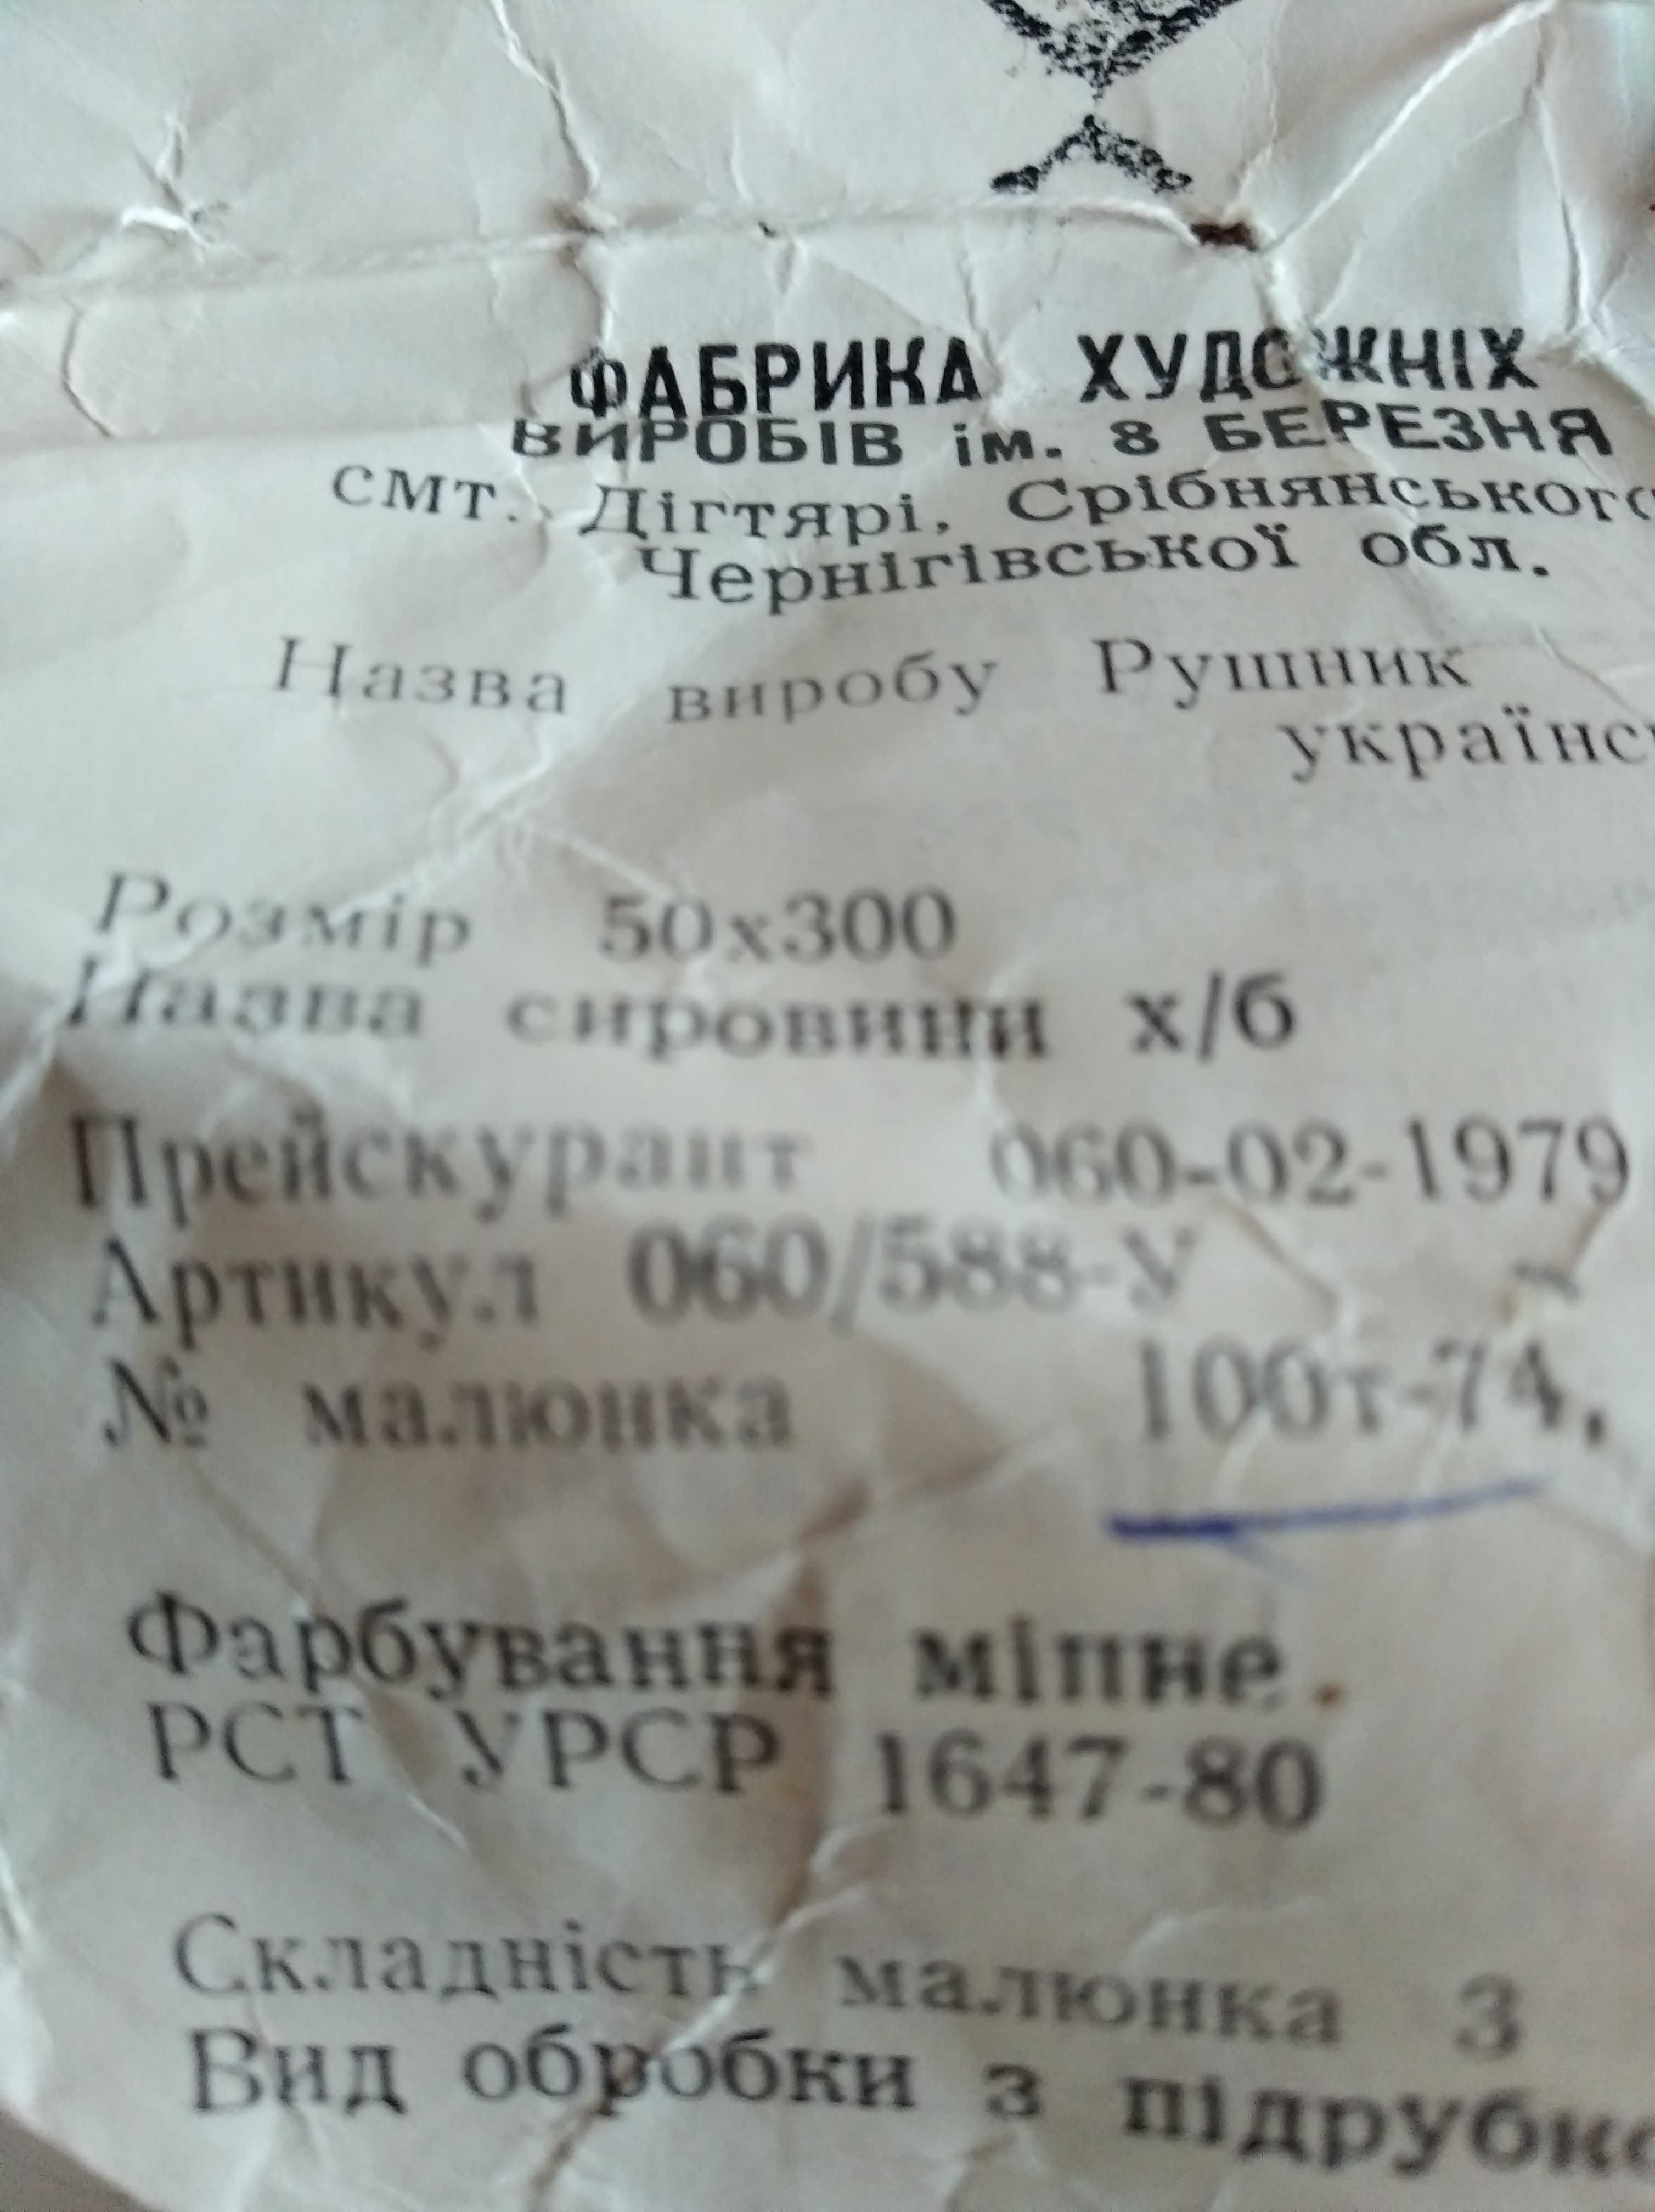 ФАБРИКА ХУДОЖНІХ
ВИРОБІВ ім. 8 БЕРЕЗНЯ
смт. Дігтярі, Срібнянського
Чернігівської обл.
Назва виробу Рушник
українс
Розмір 50х300
Назва сировини х/б
Прейскурант 060-02-1979
Артикул 060/588-У
№ малюнка 100т-74,
Фарбування міцне.
РСТ УРСР 1647-80
Складність малюнка 3
Вид обробки з підрубко